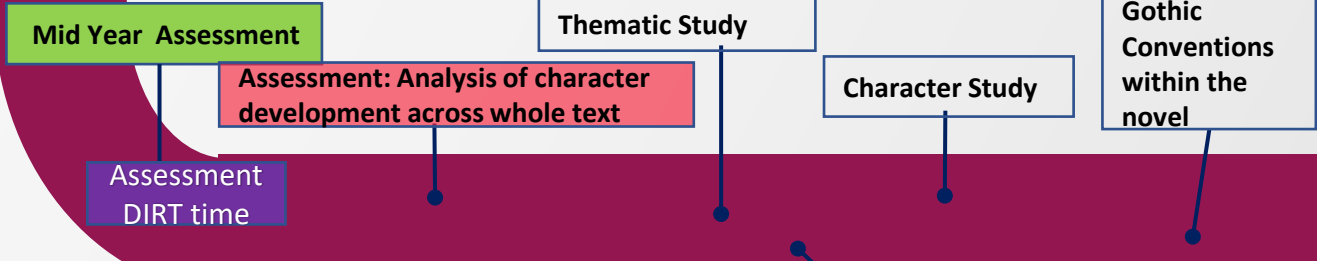 Mid Year  Assessment
Assessment: Analysis of character
development across whole text
Thematic Study
Character Study
Gothic
Conventions
within the
novel
Assessment
DIRT time